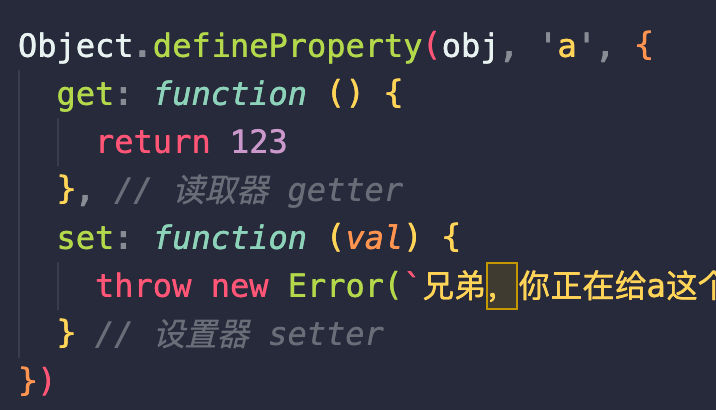 Object.defineProperty(obj, 'a', {
  get: function () {
    return 123
  }, // 读取器 getter
  set: function (val) {
    throw new Error(`兄弟，你正在给a这个
  } // 设置器 setter
})